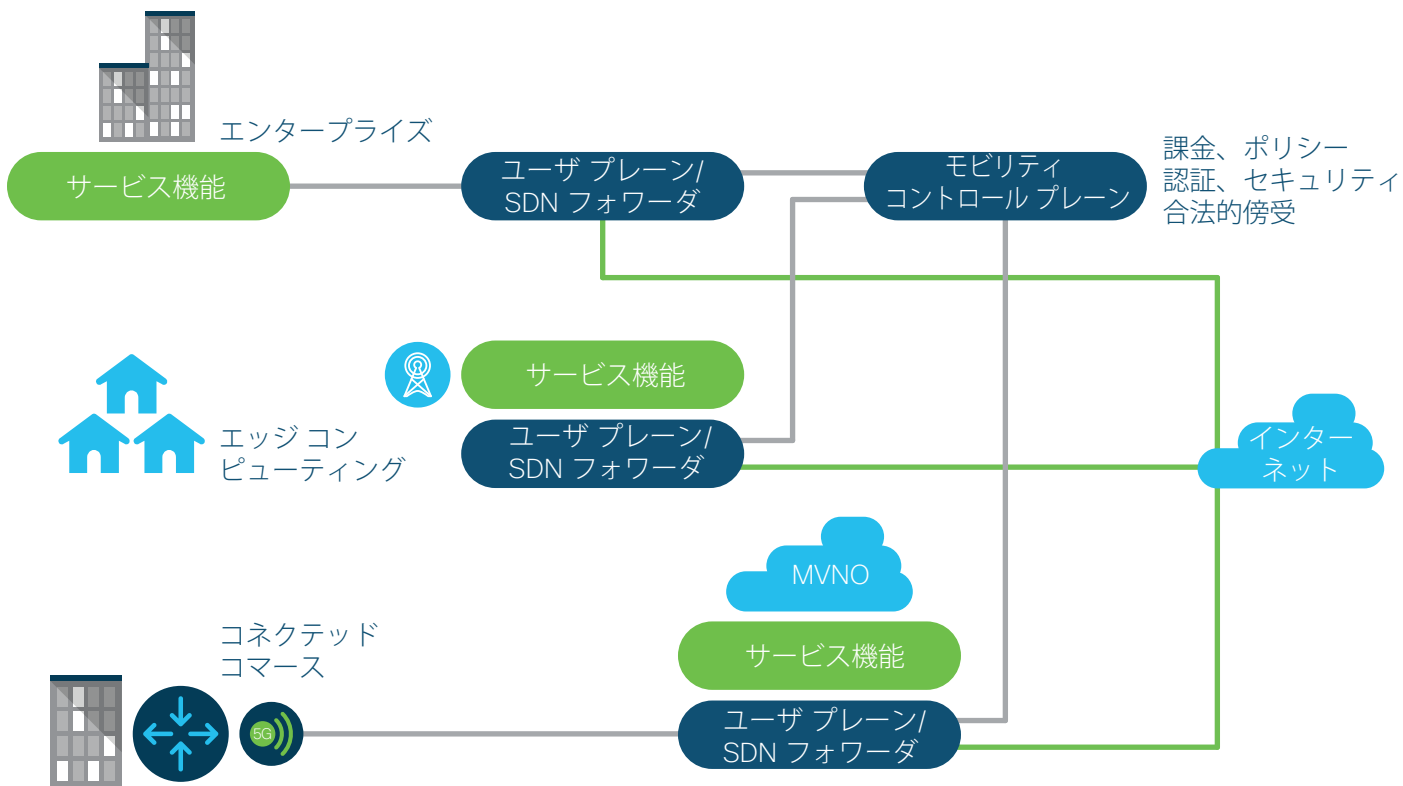 エンタープライズ
サービス機能
ユーザ プレーン/
SDN フォワーダ
モビリティ
コントロール プレーン
課金、ポリシー
認証、セキュリティ
合法的傍受
サービス機能
エッジ コン
ピューティング
ユーザ プレーン/
SDN フォワーダ
インター
ネット
MVNO
コネクテッド
コマース
サービス機能
5G
ユーザ プレーン/
SDN フォワーダ